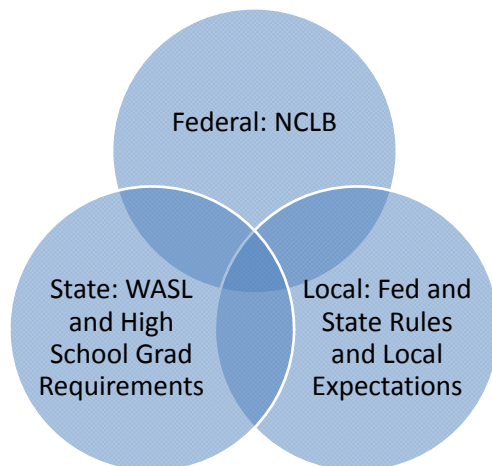 Federal: NCLB
State: WASL
and High
School Grad
Requirements
Local: Fed and
State Rules
and Local
Expectations